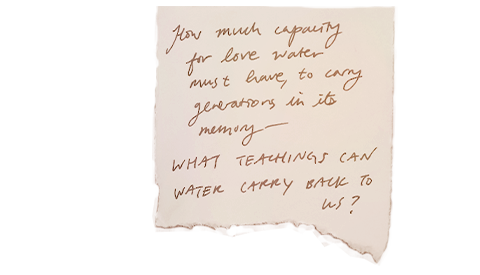 How much capacity
for love water
must have, to carry
generations in its
memory—
WHAT TEACHINGS CAN
WATER CARRY BACK TO
US?